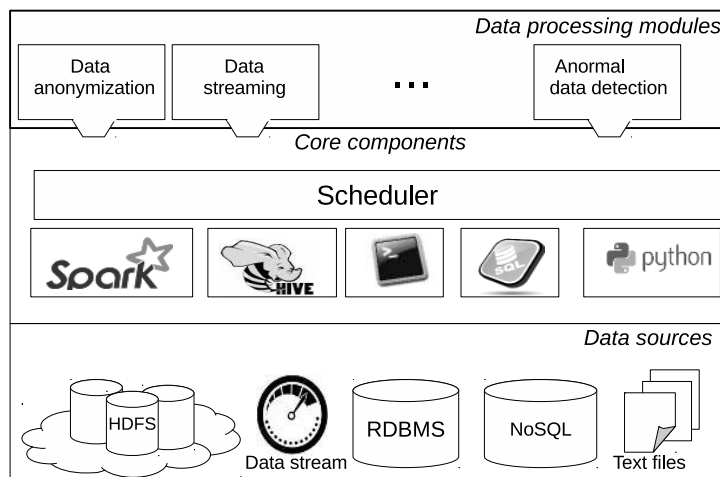 Data processing modules
Data
anonymization
Data
streaming
...
Anormal
data detection
Core components
Scheduler
Spark
HIVE
>_
SQL
python
Data sources
HDFS
Data stream
RDBMS
NoSQL
Text files